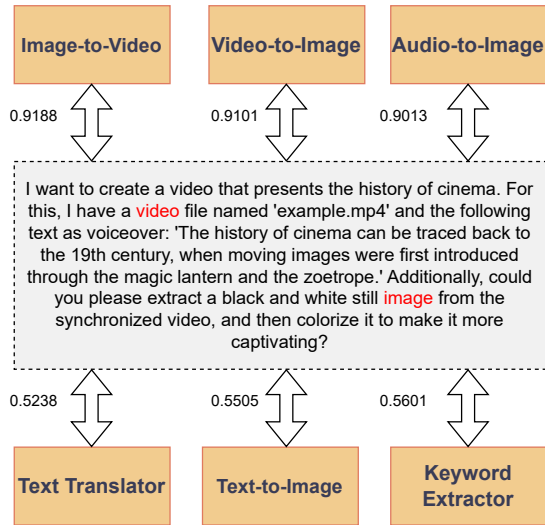 Image-to-Video
Video-to-Image
Audio-to-Image
0.9188
0.9101
0.9013
I want to create a video that presents the history of cinema. For
this, I have a video file named 'example.mp4' and the following
text as voiceover: 'The history of cinema can be traced back to
the 19th century, when moving images were first introduced
through the magic lantern and the zoetrope.' Additionally, could
you please extract a black and white still image from the
synchronized video, and then colorize it to make it more
captivating?
0.5238
0.5505
0.5601
Text Translator
Text-to-Image
Keyword
Extractor